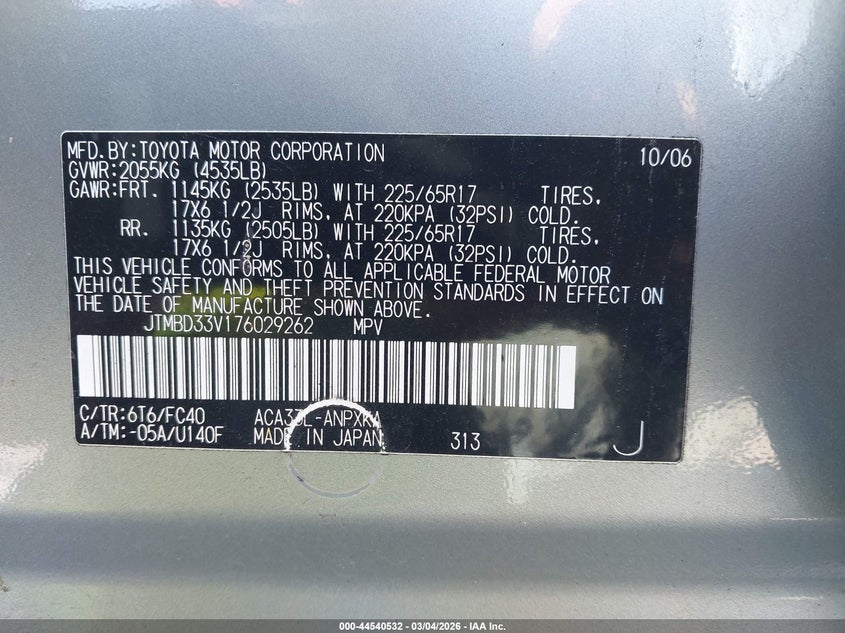 MFD.BY:TOYOTA MOTOR CORPORATION 10/06
GVWR:2055KG (4535LB)
GAWR:FRT. 1145KG (2535LB) WITH 225/65R17 TIRES,
17X6 1/2J RIMS, AT 220KPA (32PSI) COLD.
RR. 1135KG (2505LB) WITH 225/65R17 TIRES,
17X6 1/2J RIMS, AT 220KPA (32PSI) COLD.
THIS VEHICLE CONFORMS TO ALL APPLICABLE FEDERAL MOTOR
VEHICLE SAFETY AND THEFT PREVENTION STANDARDS IN EFFECT ON
THE DATE OF MANUFACTURE SHOWN ABOVE.
JTMBD33V176029262 MPV
C/TR:6T6/FC40 ACA33L-ANPXKA
A/TM:-05A/U140F MADE IN JAPAN 313 J
000-44540532 - 03/04/2026 - IAA Inc.